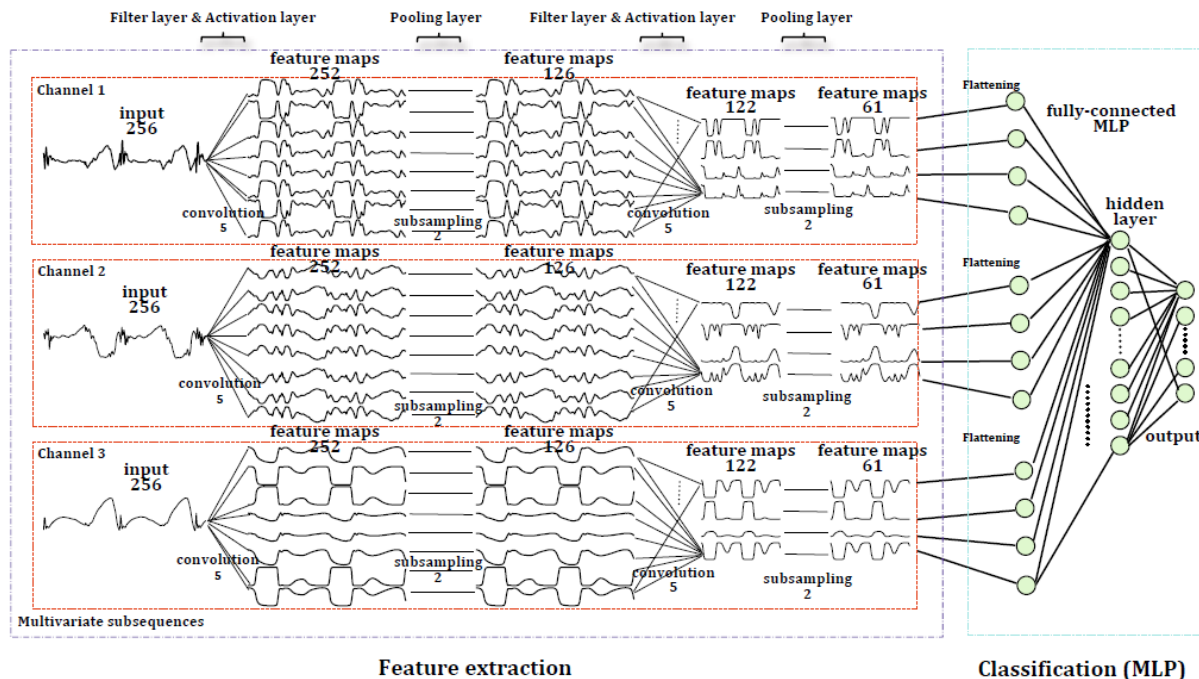 Filter layer & Activation layer
Pooling layer
Filter layer & Activation layer
Pooling layer
Channel 1
input
256
feature maps
252
feature maps
126
feature maps
122
feature maps
61
convolution
5
subsampling
2
convolution
5
subsampling
2
Channel 2
input
256
feature maps
252
feature maps
126
feature maps
122
feature maps
61
convolution
5
subsampling
2
convolution
5
subsampling
2
Channel 3
input
256
feature maps
252
feature maps
126
feature maps
122
feature maps
61
convolution
5
subsampling
2
convolution
5
subsampling
2
Multivariate subsequences
Flattening
fully-connected
MLP
hidden
layer
Flattening
Flattening
output
Feature extraction
Classification (MLP)